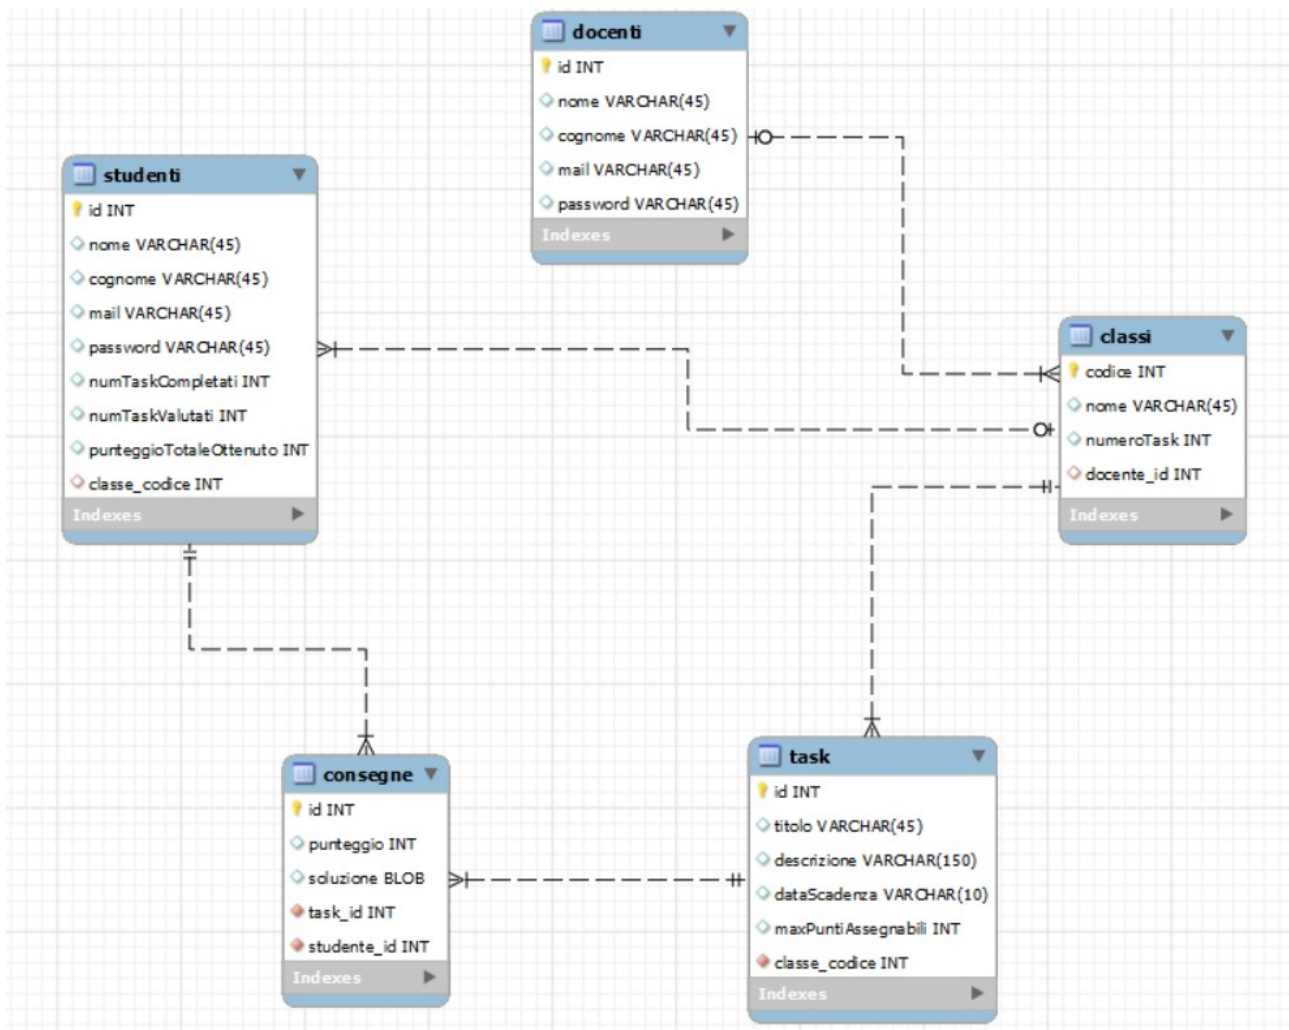 docenti
id INT
nome VARCHAR(45)
cognome VARCHAR(45)
mail VARCHAR(45)
password VARCHAR(45)
Indexes
studenti
id INT
nome VARCHAR(45)
cognome VARCHAR(45)
mail VARCHAR(45)
password VARCHAR(45)
numTaskCompletati INT
numTaskValutati INT
punteggioTotaleOttenuto INT
classe_codice INT
Indexes
classi
codice INT
nome VARCHAR(45)
numeroTask INT
docente_id INT
Indexes
consegne
id INT
punteggio INT
soluzione BLOB
task_id INT
studente_id INT
Indexes
task
id INT
titolo VARCHAR(45)
descrizione VARCHAR(150)
dataScadenza VARCHAR(10)
maxPuntiAssegnabili INT
classe_codice INT
Indexes